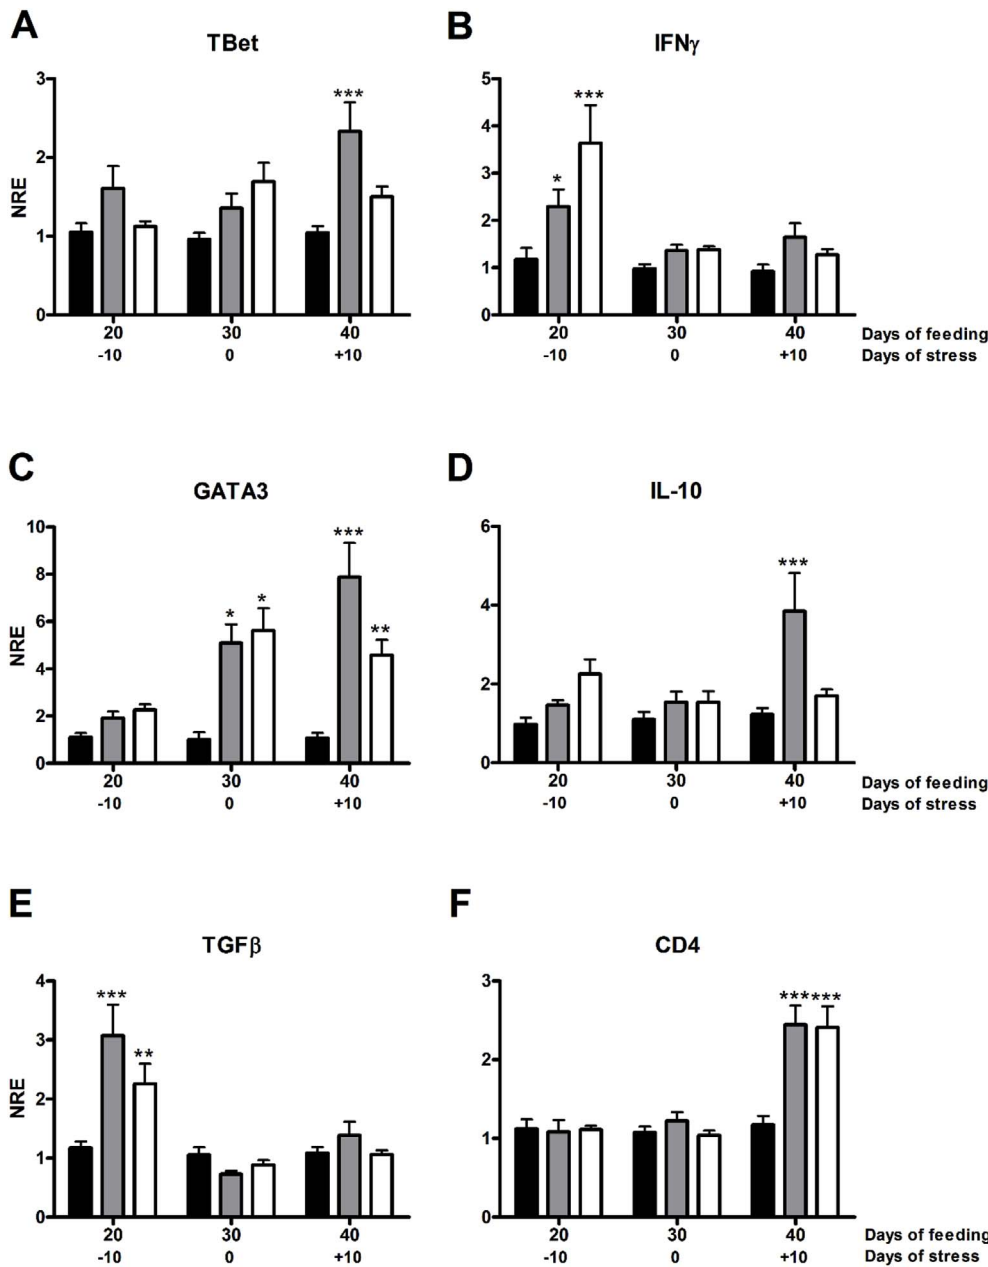 A
TBet
NRE
3
2
1
0
***
20 30 40
-10 0 +10
B
IFNγ
5
4
3
2
1
0
*
***
20 30 40 Days of feeding
-10 0 +10 Days of stress
C
GATA3
NRE
10
8
6
4
2
0
* * *** **
20 30 40
-10 0 +10
D
IL-10
6
4
2
0
***
20 30 40 Days of feeding
-10 0 +10 Days of stress
E
TGFβ
NRE
4
3
2
1
0
*** **
20 30 40
-10 0 +10
F
CD4
3
2
1
0
*** ***
20 30 40 Days of feeding
-10 0 +10 Days of stress